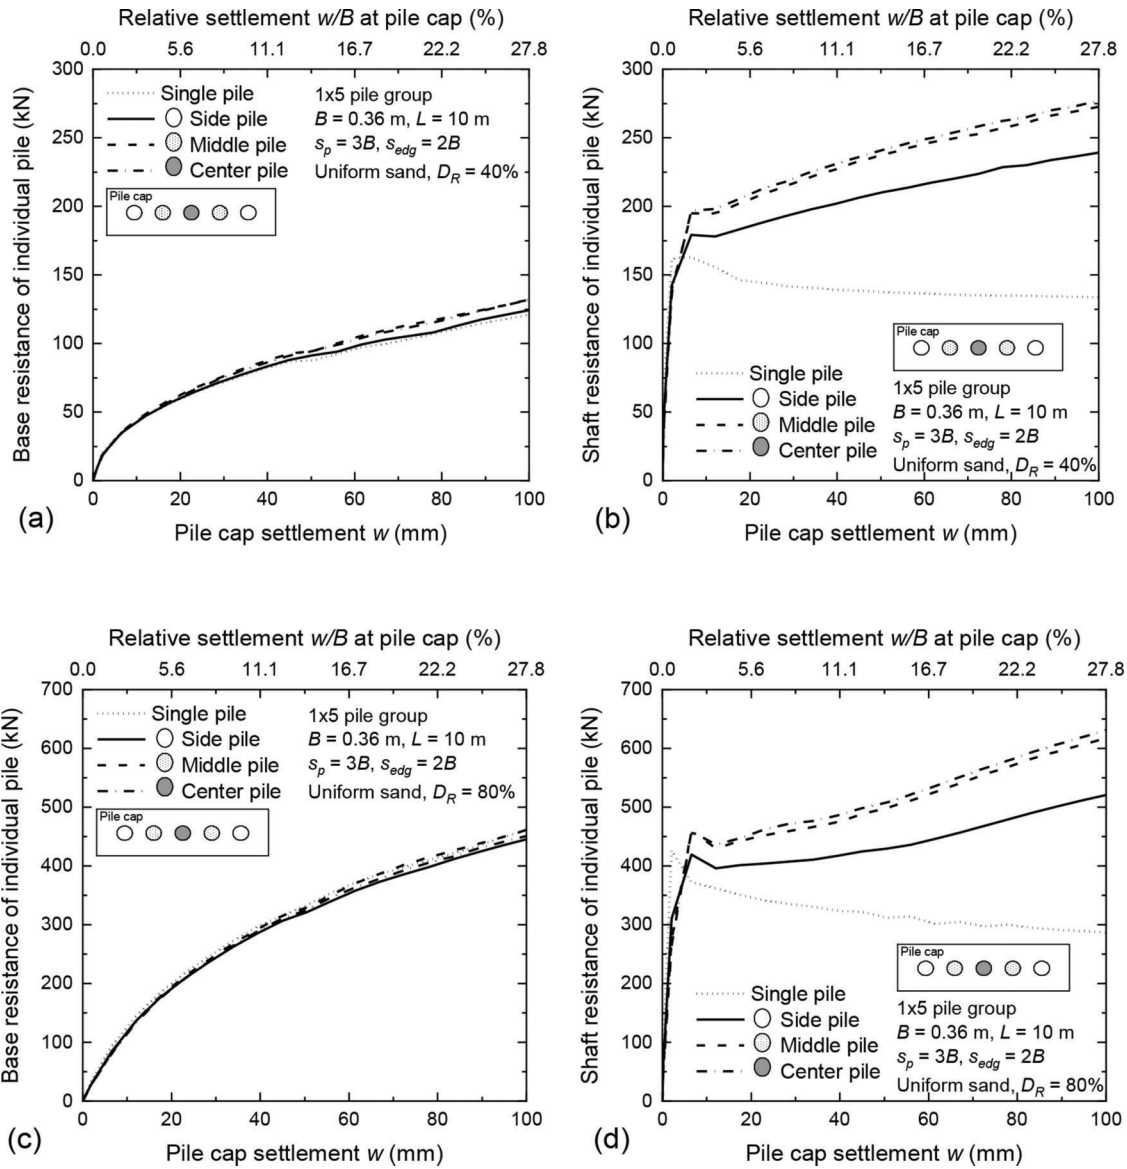 Relative settlement w/B at pile cap (%)
0.0 5.6 11.1 16.7 22.2 27.8
300
250
200
150
100
50
0
Base resistance of individual pile (kN)
Single pile
Side pile
Middle pile
Center pile
1x5 pile group
B = 0.36 m, L = 10 m
sp = 3B, sedg = 2B
Uniform sand, DR = 40%
Pile cap
0 20 40 60 80 100
(a)
Pile cap settlement w (mm)
Relative settlement w/B at pile cap (%)
0.0 5.6 11.1 16.7 22.2 27.8
300
250
200
150
100
50
0
Shaft resistance of individual pile (kN)
Pile cap
Single pile
Side pile
Middle pile
Center pile
1x5 pile group
B = 0.36 m, L = 10 m
sp = 3B, sedg = 2B
Uniform sand, DR = 40%
0 20 40 60 80 100
(b)
Pile cap settlement w (mm)
Relative settlement w/B at pile cap (%)
0.0 5.6 11.1 16.7 22.2 27.8
700
600
500
400
300
200
100
0
Base resistance of individual pile (kN)
Single pile
Side pile
Middle pile
Center pile
1x5 pile group
B = 0.36 m, L = 10 m
sp = 3B, sedg = 2B
Uniform sand, DR = 80%
Pile cap
0 20 40 60 80 100
(c)
Pile cap settlement w (mm)
Relative settlement w/B at pile cap (%)
0.0 5.6 11.1 16.7 22.2 27.8
700
600
500
400
300
200
100
0
Shaft resistance of individual pile (kN)
Pile cap
Single pile
Side pile
Middle pile
Center pile
1x5 pile group
B = 0.36 m, L = 10 m
sp = 3B, sedg = 2B
Uniform sand, DR = 80%
0 20 40 60 80 100
(d)
Pile cap settlement w (mm)